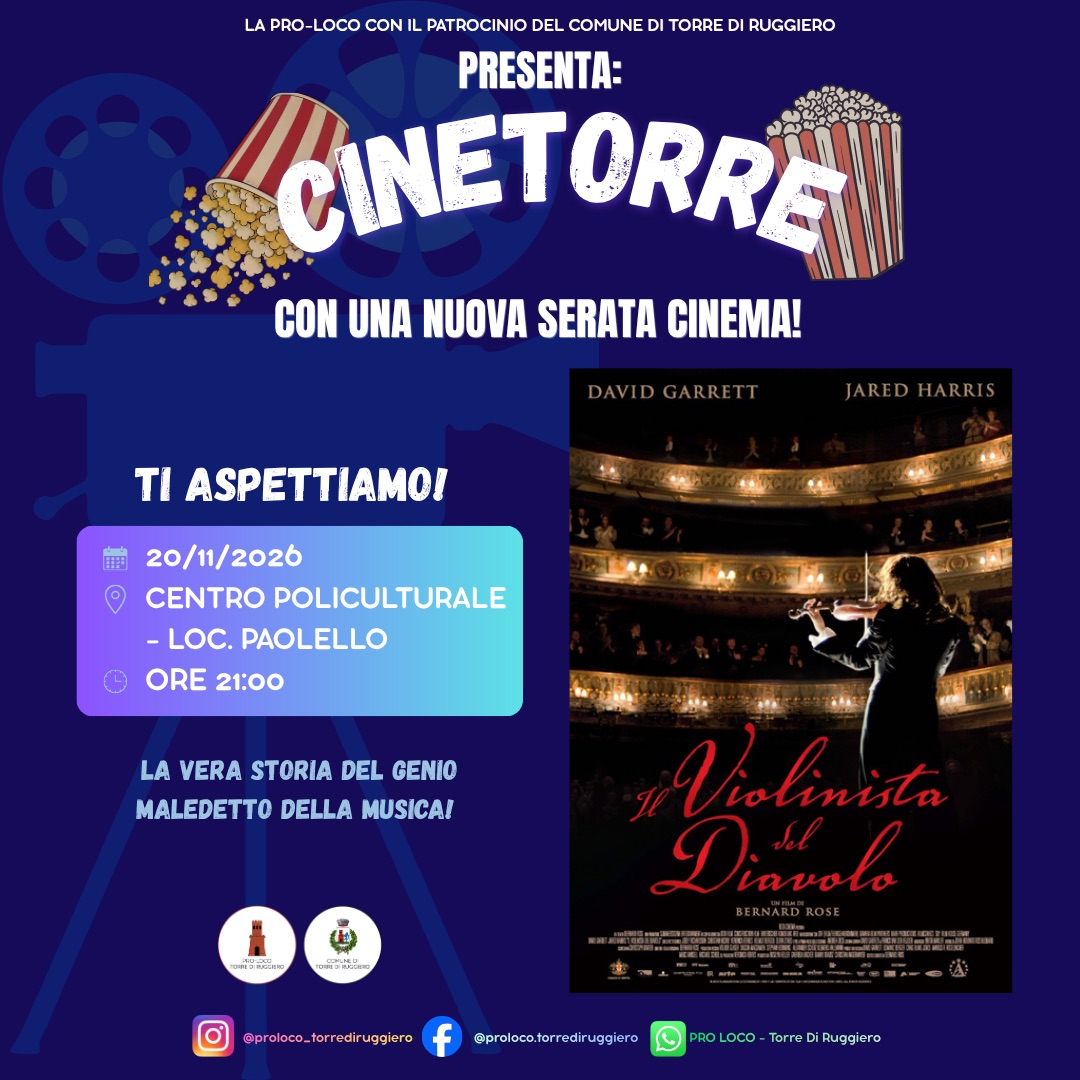 LA PRO-LOCO CON IL PATROCINIO DEL COMUNE DI TORRE DI RUGGIERO
PRESENTA:
CINETORRE
CON UNA NUOVA SERATA CINEMA!
TI ASPETTIAMO!
20/11/2026
CENTRO POLICULTURALE
- LOC. PAOLELLO
ORE 21:00
LA VERA STORIA DEL GENIO
MALEDETTO DELLA MUSICA!
DAVID GARRETT JARED HARRIS
Il Violinista
del
Diavolo
UN FILM DI
BERNARD ROSE
PRO-LOCO
TORRE DI RUGGIERO
COMUNE DI
TORRE DI RUGGIERO
@proloco_torrediruggiero @proloco.torrediruggiero PRO LOCO - Torre Di Ruggiero